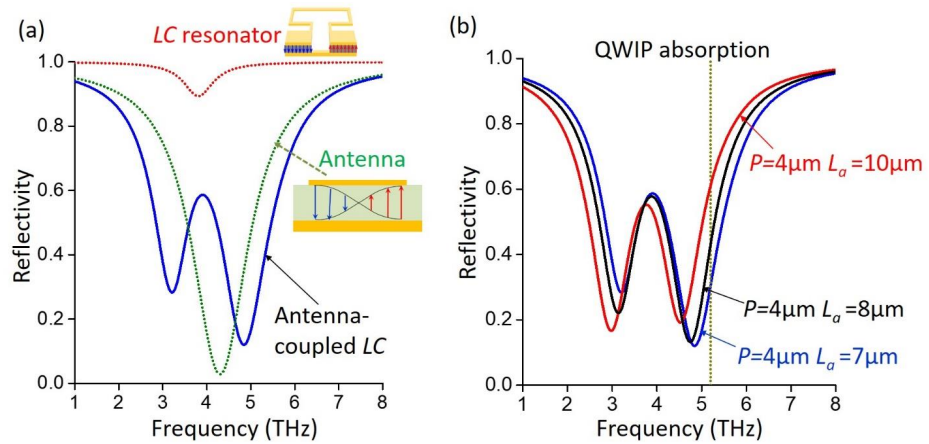 (a)
LC resonator
1.0
0.8
0.6
0.4
0.2
0.0
Reflectivity
Antenna
Antenna-
coupled LC
1 2 3 4 5 6 7 8
Frequency (THz)
(b)
QWIP absorption
1.0
0.8
0.6
0.4
0.2
0.0
Reflectivity
P=4μm Lₐ=10μm
P=4μm Lₐ=8μm
P=4μm Lₐ=7μm
1 2 3 4 5 6 7 8
Frequency (THz)